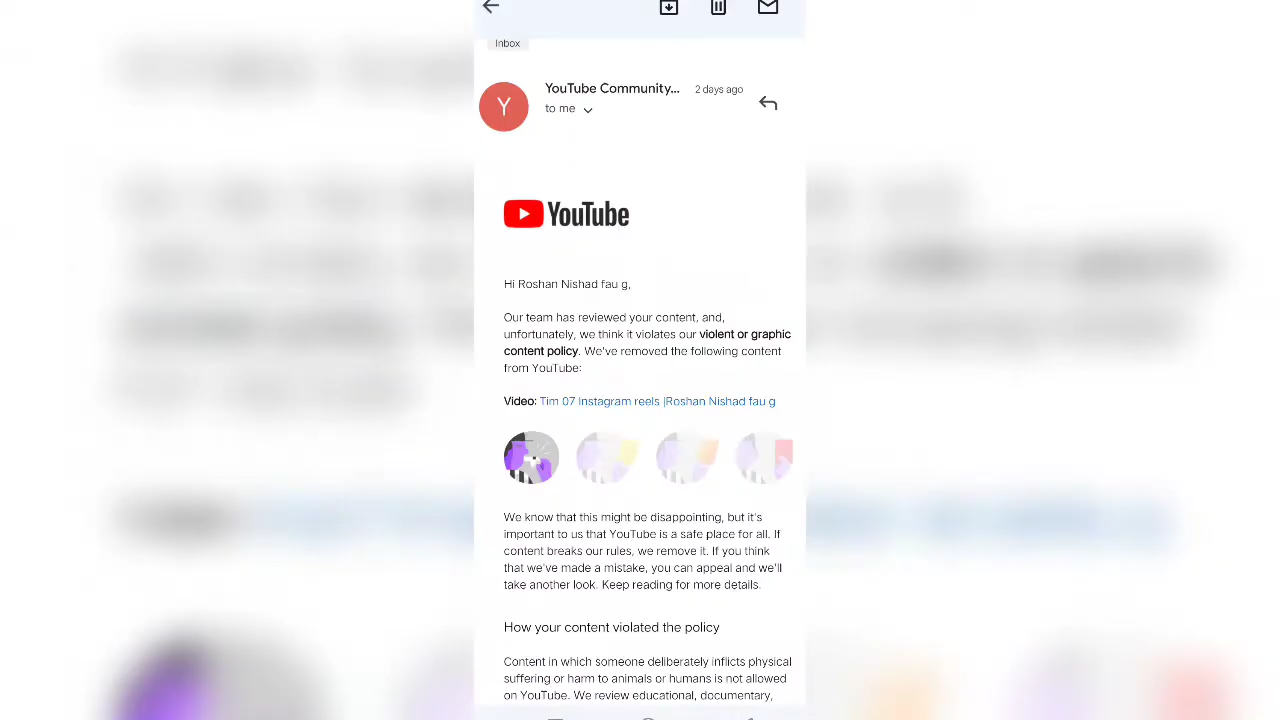 Inbox
YouTube Community... 2 days ago
Y
to me
YouTube
Hi Roshan Nishad fau g,
Our team has reviewed your content, and,
unfortunately, we think it violates our violent or graphic
content policy. We've removed the following content
from YouTube:
Video: Tim 07 Instagram reels |Roshan Nishad fau g
We know that this might be disappointing, but it's
important to us that YouTube is a safe place for all. If
content breaks our rules, we remove it. If you think
that we've made a mistake, you can appeal and we'll
take another look. Keep reading for more details.
How your content violated the policy
Content in which someone deliberately inflicts physical
suffering or harm to animals or humans is not allowed
on YouTube. We review educational, documentary,